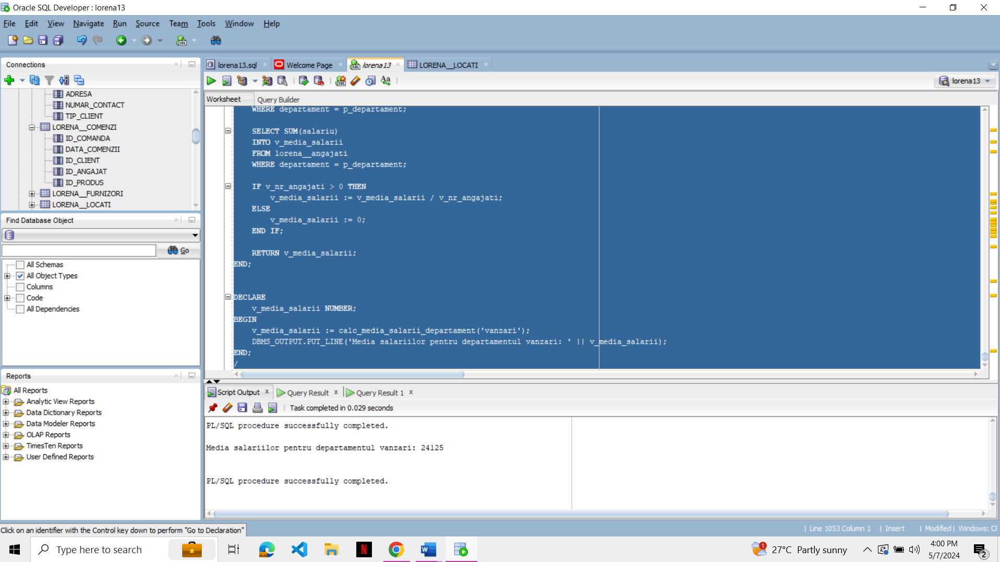 Oracle SQL Developer : lorena13
File Edit View Navigate Run Source Team Tools Window Help
Connections
ADRESA
NUMAR_CONTACT
TIP_CLIENT
LORENA__COMENZI
ID_COMANDA
DATA_COMENZII
ID_CLIENT
ID_ANGAJAT
ID_PRODUS
LORENA__FURNIZORI
LORENA__LOCATI
Find Database Object
Go
All Schemas
All Object Types
Columns
Code
All Dependencies
Reports
All Reports
Analytic View Reports
Data Dictionary Reports
Data Modeler Reports
OLAP Reports
TimesTen Reports
User Defined Reports
lorena13.sql Welcome Page lorena13 LORENA__LOCATI
lorena13
Worksheet Query Builder
WHERE departament = p_departament;
SELECT SUM(salariu)
INTO v_media_salarii
FROM lorena__angajati
WHERE departament = p_departament;
IF v_nr_angajati > 0 THEN
v_media_salarii := v_media_salarii / v_nr_angajati;
ELSE
v_media_salarii := 0;
END IF;
RETURN v_media_salarii;
END;
DECLARE
v_media_salarii NUMBER;
BEGIN
v_media_salarii := calc_media_salarii_departament('vanzari');
DBMS_OUTPUT.PUT_LINE('Media salariilor pentru departamentul vanzari: ' || v_media_salarii);
END;
/
Script Output Query Result Query Result 1
Task completed in 0.029 seconds
PL/SQL procedure successfully completed.
Media salariilor pentru departamentul vanzari: 24125
PL/SQL procedure successfully completed.
Click on an identifier with the Control key down to perform "Go to Declaration"
Line 1053 Column 1 Insert Modified Windows: CF
Type here to search
27°C Partly sunny
4:00 PM
5/7/2024
2